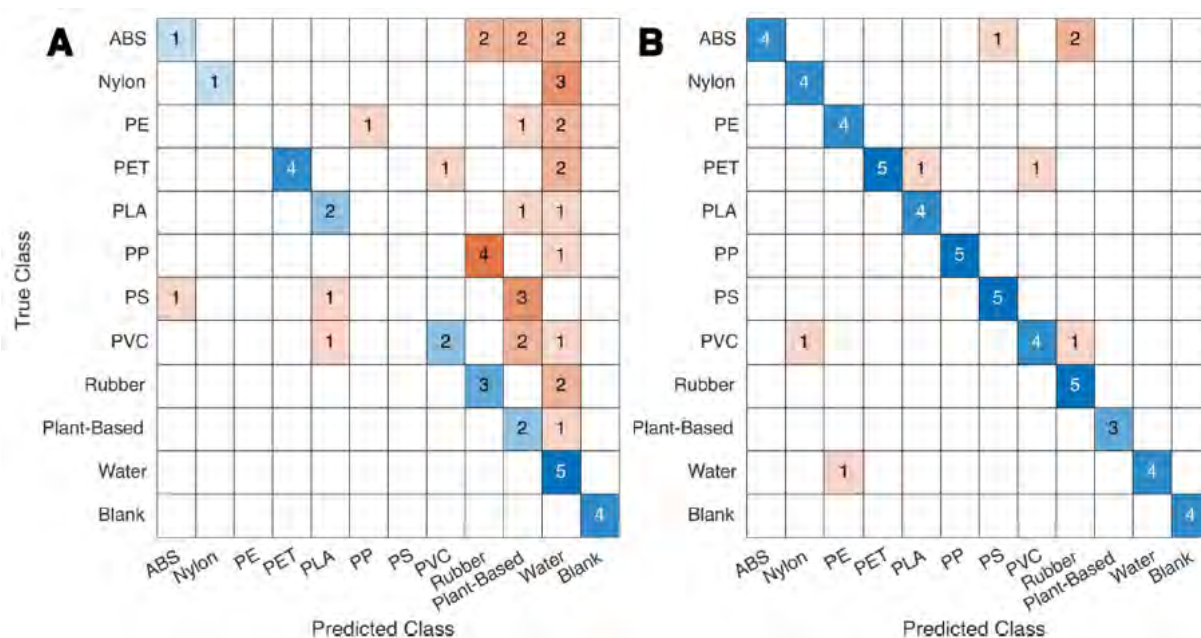 A
B
True Class
ABS 1 2 2 2
Nylon 1 3
PE 1 1 2
PET 4 1 2
PLA 2 1 1
PP 4 1
PS 1 1 3
PVC 1 2 2 1
Rubber 3 2
Plant-Based 2 1
Water 5
Blank 4
ABS Nylon PE PET PLA PP PS PVC Rubber Plant-Based Water Blank
Predicted Class
True Class
ABS 4 1 2
Nylon 4
PE 4
PET 5 1 1
PLA 4
PP 5
PS 5
PVC 1 4 1
Rubber 5
Plant-Based 3
Water 1 4
Blank 4
ABS Nylon PE PET PLA PP PS PVC Rubber Plant-Based Water Blank
Predicted Class